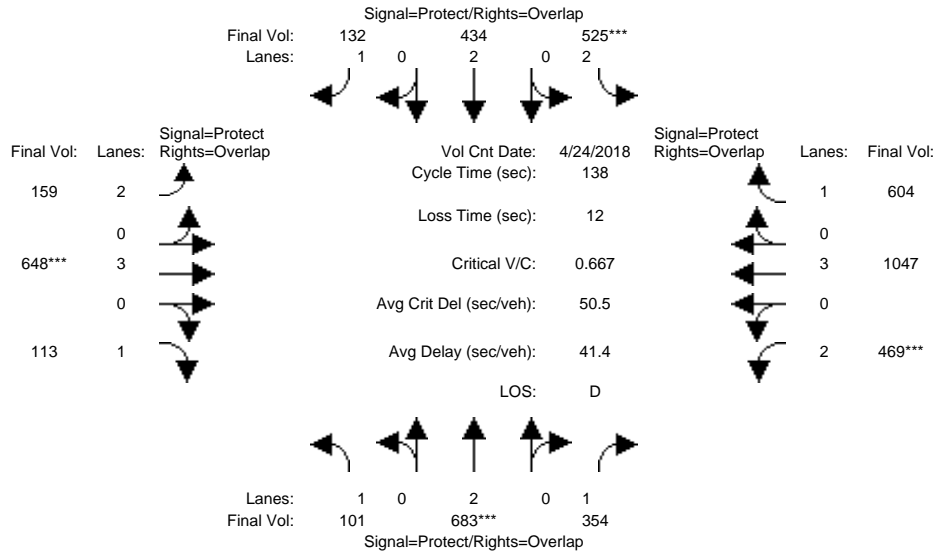 Signal=Protect/Rights=Overlap
Final Vol: 132 434 525***
Lanes: 1 0 2 0 2
Signal=Protect
Final Vol: Lanes: Rights=Overlap
Vol Cnt Date: 4/24/2018
Signal=Protect
Rights=Overlap Lanes: Final Vol:
Cycle Time (sec): 138
159 2
1 604
Loss Time (sec): 12
0
0
648*** 3
Critical V/C: 0.667
3 1047
0
Avg Crit Del (sec/veh): 50.5
0
113 1
Avg Delay (sec/veh): 41.4
2 469***
LOS: D
Lanes: 1 0 2 0 1
Final Vol: 101 683*** 354
Signal=Protect/Rights=Overlap